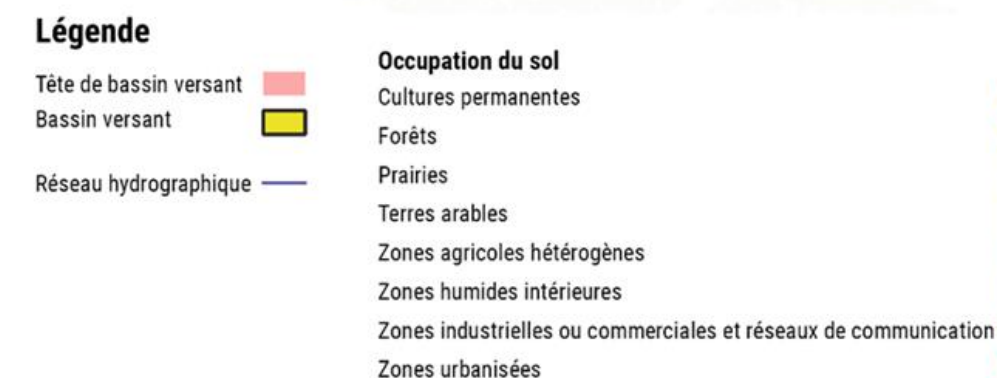 Légende
Tête de bassin versant
Bassin versant
Réseau hydrographique
Occupation du sol
Cultures permanentes
Forêts
Prairies
Terres arables
Zones agricoles hétérogènes
Zones humides intérieures
Zones industrielles ou commerciales et réseaux de communication
Zones urbanisées